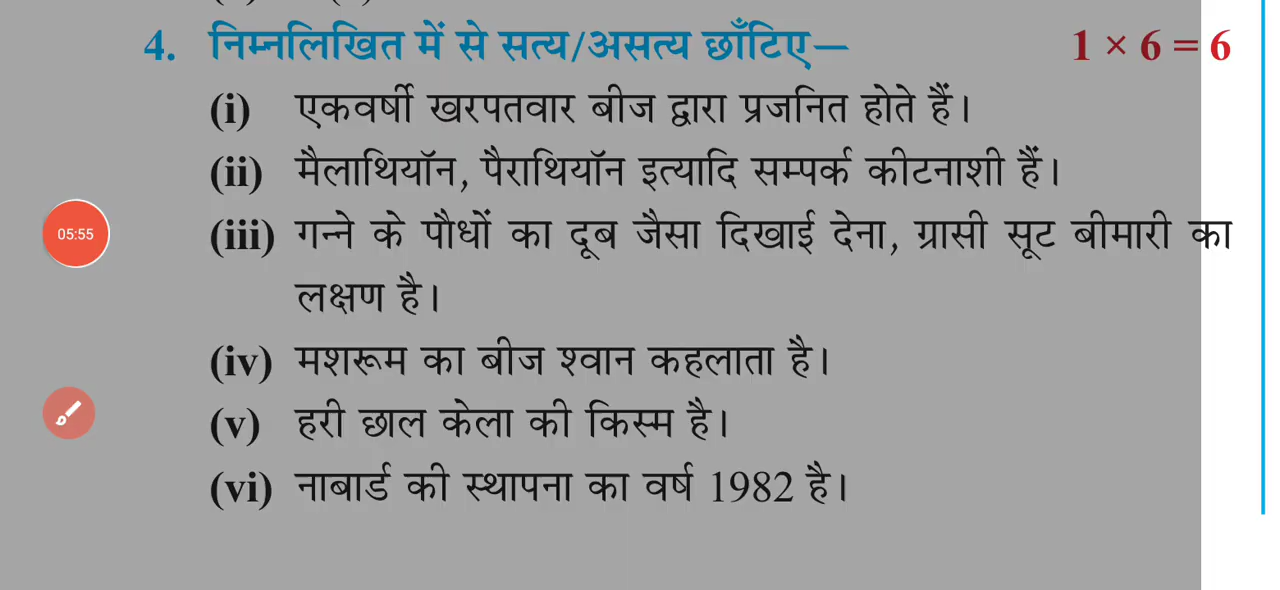 4. निम्नलिखित में से सत्य/असत्य छाँटिए— 1 × 6 = 6
(i) एकवर्षी खरपतवार बीज द्वारा प्रजनित होते हैं।
(ii) मैलाथियॉन, पैराथियॉन इत्यादि सम्पर्क कीटनाशी हैं।
05:55
(iii) गन्ने के पौधों का दूब जैसा दिखाई देना, ग्रासी सूट बीमारी का
लक्षण है।
(iv) मशरूम का बीज श्वान कहलाता है।
(v) हरी छाल केला की किस्म है।
(vi) नाबार्ड की स्थापना का वर्ष 1982 है।